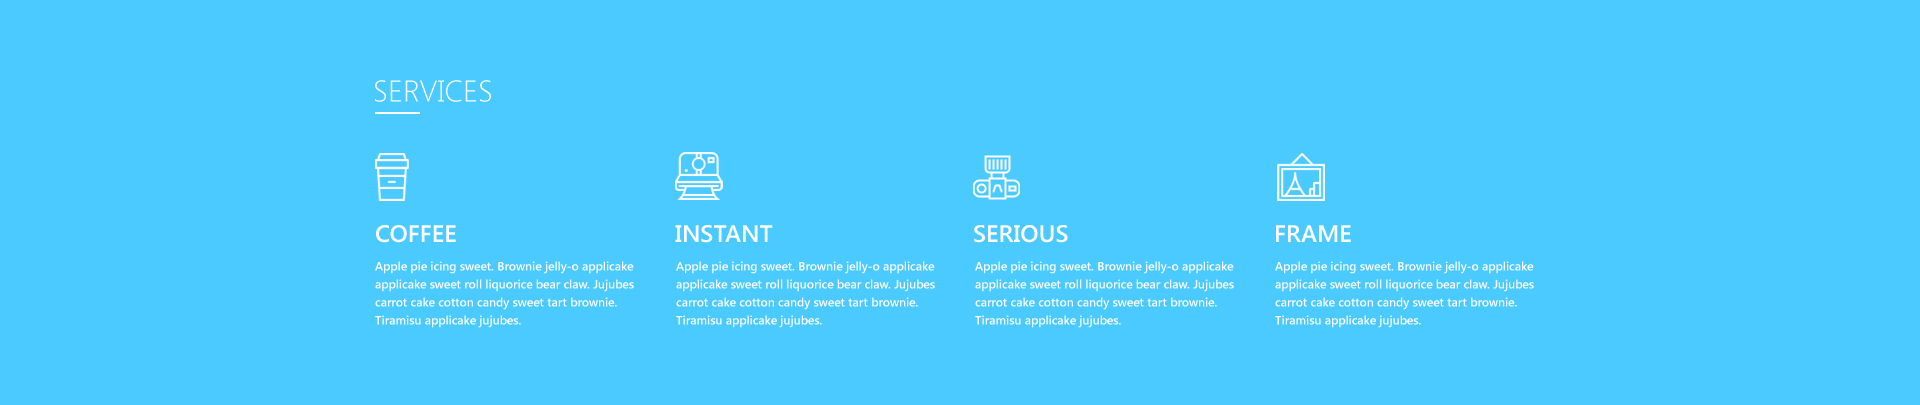 SERVICES
COFFEE
Apple pie icing sweet. Brownie jelly-o applicake
applicake sweet roll liquorice bear claw. Jujubes
carrot cake cotton candy sweet tart brownie.
Tiramisu applicake jujubes.
INSTANT
Apple pie icing sweet. Brownie jelly-o applicake
applicake sweet roll liquorice bear claw. Jujubes
carrot cake cotton candy sweet tart brownie.
Tiramisu applicake jujubes.
SERIOUS
Apple pie icing sweet. Brownie jelly-o applicake
applicake sweet roll liquorice bear claw. Jujubes
carrot cake cotton candy sweet tart brownie.
Tiramisu applicake jujubes.
FRAME
Apple pie icing sweet. Brownie jelly-o applicake
applicake sweet roll liquorice bear claw. Jujubes
carrot cake cotton candy sweet tart brownie.
Tiramisu applicake jujubes.